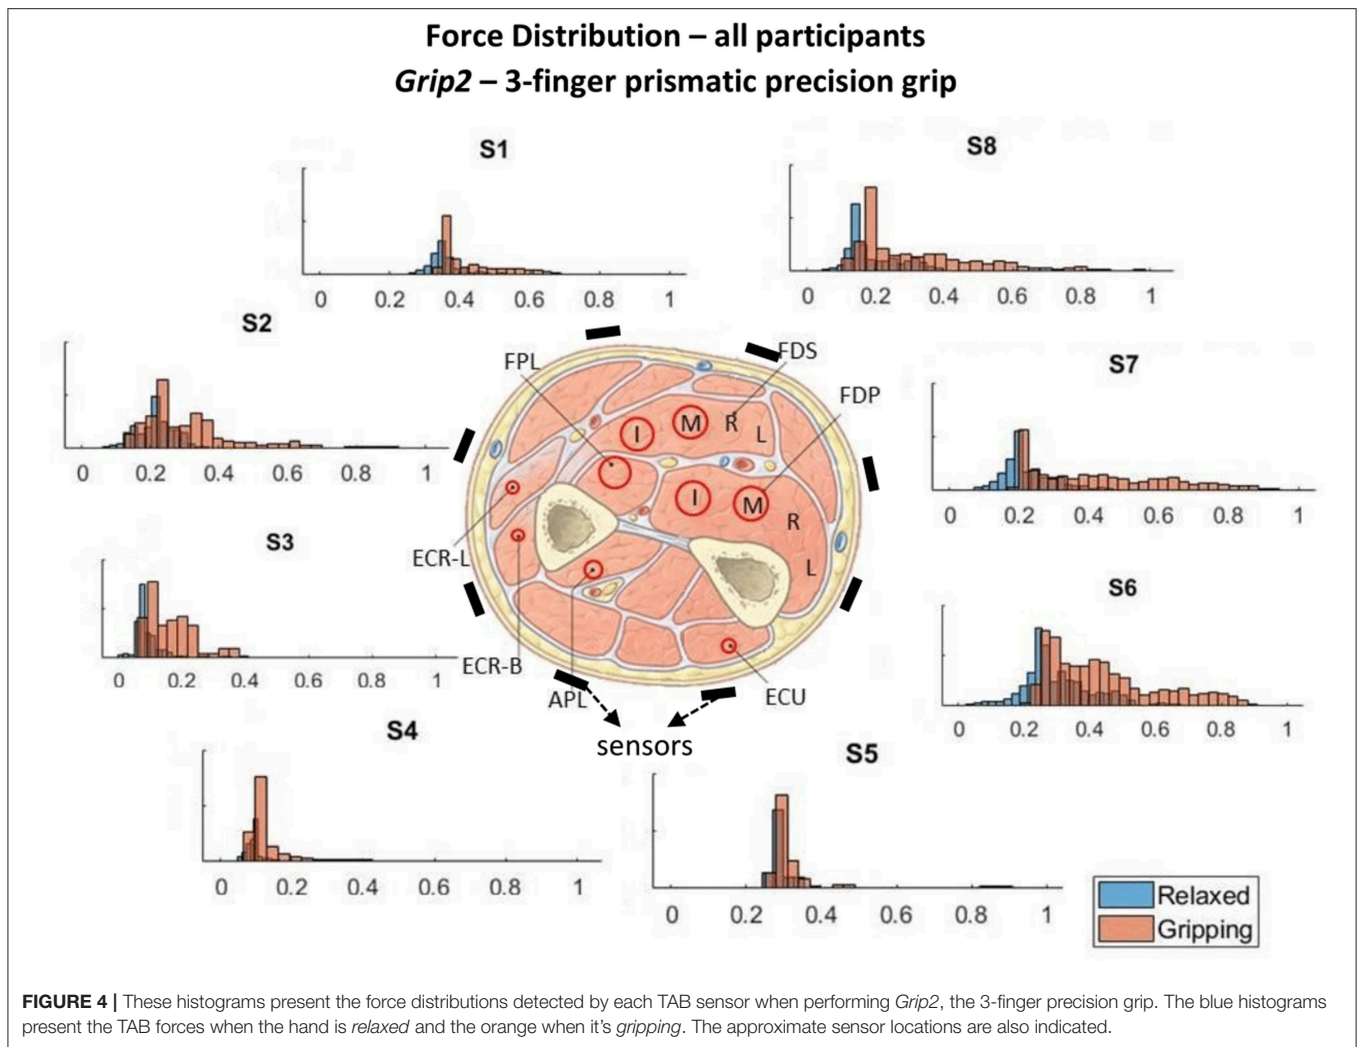 Force Distribution – all participants
Grip2 – 3-finger prismatic precision grip
S1
0 0.2 0.4 0.6 0.8 1
S8
0 0.2 0.4 0.6 0.8 1
S2
0 0.2 0.4 0.6 0.8 1
S7
0 0.2 0.4 0.6 0.8 1
S3
0 0.2 0.4 0.6 0.8 1
S6
0 0.2 0.4 0.6 0.8 1
S4
0 0.2 0.4 0.6 0.8 1
S5
0 0.2 0.4 0.6 0.8 1
FPL
FDS
FDP
I M R L
I M R L
ECR-L
ECR-B
APL
ECU
sensors
Relaxed
Gripping
FIGURE 4 | These histograms present the force distributions detected by each TAB sensor when performing Grip2, the 3-finger precision grip. The blue histograms
present the TAB forces when the hand is relaxed and the orange when it's gripping. The approximate sensor locations are also indicated.